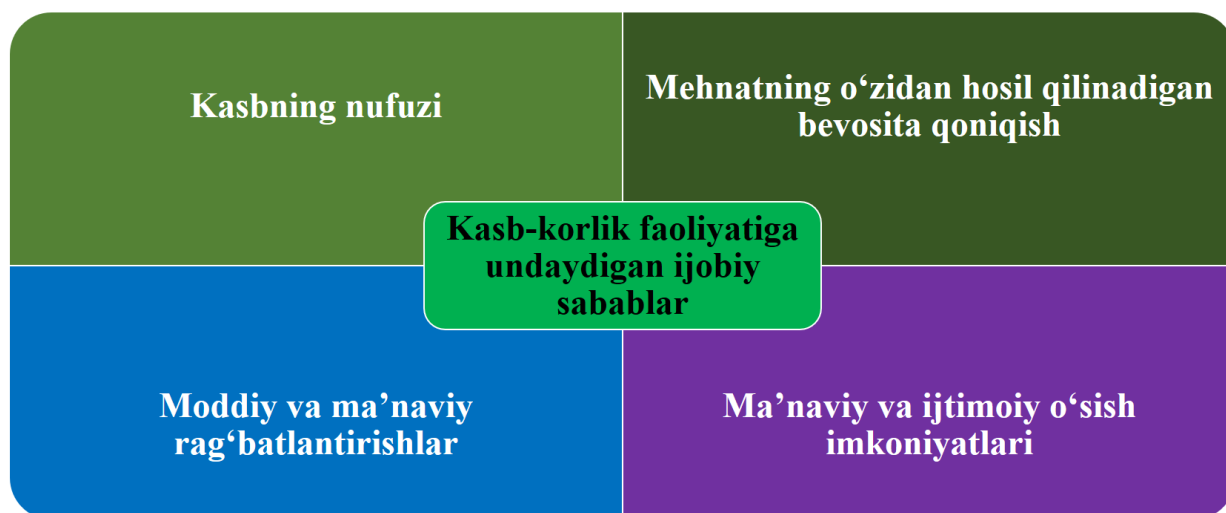 Kasbning nufuzi
Mehnatning o‘zidan hosil qilinadigan
bevosita qoniqish
Kasb-korlik faoliyatiga
undaydigan ijobiy
sabablar
Moddiy va ma’naviy
rag‘batlantirishlar
Ma’naviy va ijtimoiy o‘sish
imkoniyatlari